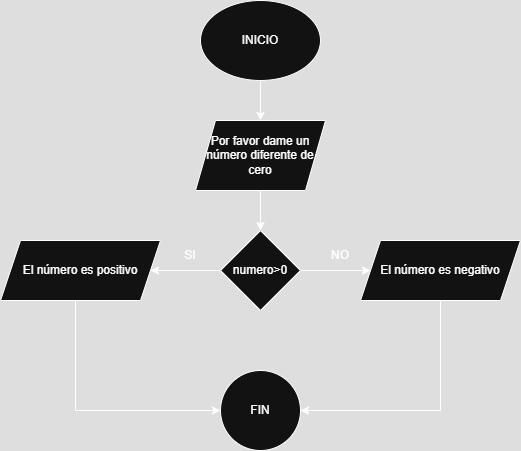 INICIO
Por favor dame un
número diferente de
cero
SI
NO
El número es positivo
numero>0
El número es negativo
FIN